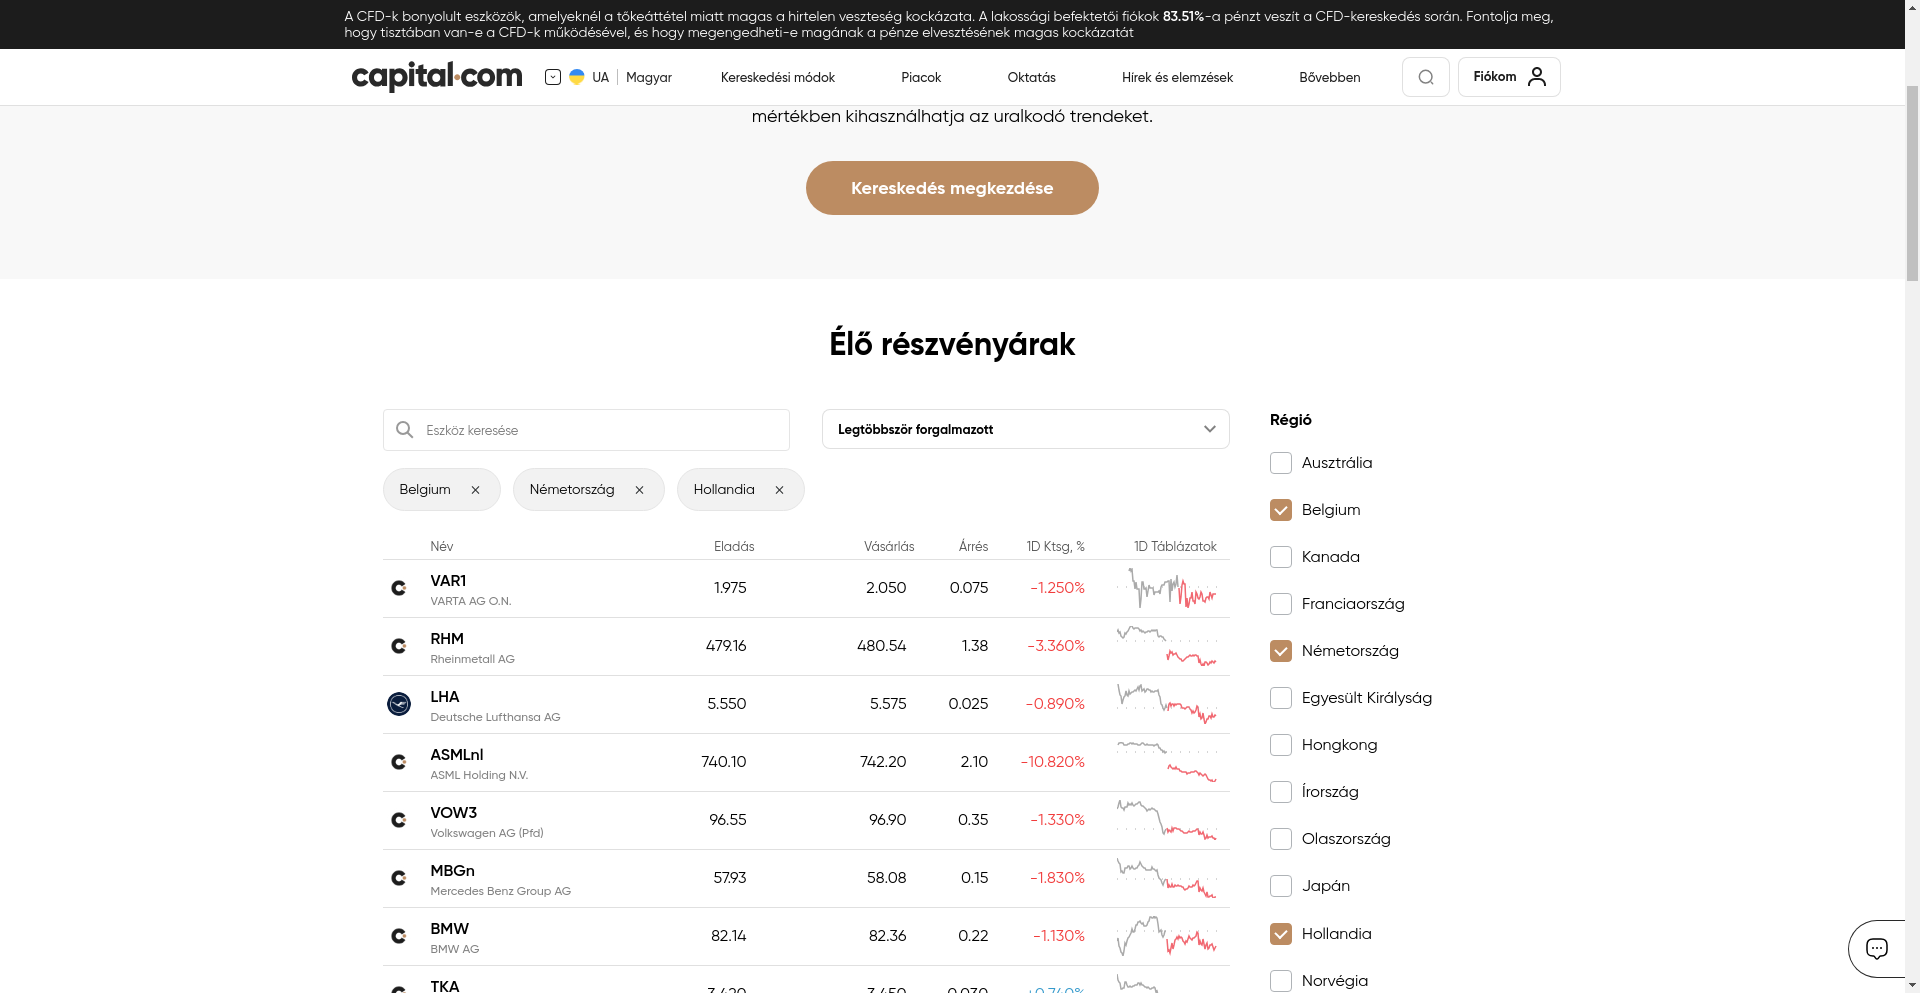 A CFD-k bonyolult eszközök, amelyeknél a tőkeáttétel miatt magas a hirtelen veszteség kockázata. A lakossági befektetői fiókok 83.51%-a pénzt veszít a CFD-kereskedés során. Fontolja meg,
hogy tisztában van-e a CFD-k működésével, és hogy megengedheti-e magának a pénze elvesztésének magas kockázatát
capital.com UA Magyar Kereskedési módok Piacok Oktatás Hírek és elemzések Bővebben Fiókom
mértékben kihasználhatja az uralkodó trendeket.
Kereskedés megkezdése
Élő részvényárak
Eszköz keresése
Legtöbbször forgalmazott
Belgium × Németország × Hollandia ×
Név Eladás Vásárlás Árrés 1D Ktsg, % 1D Táblázatok
VAR1 1.975 2.050 0.075 -1.250%
VARTA AG O.N.
RHM 479.16 480.54 1.38 -3.360%
Rheinmetall AG
LHA 5.550 5.575 0.025 -0.890%
Deutsche Lufthansa AG
ASMLnl 740.10 742.20 2.10 -10.820%
ASML Holding N.V.
VOW3 96.55 96.90 0.35 -1.330%
Volkswagen AG (Pfd)
MBGn 57.93 58.08 0.15 -1.830%
Mercedes Benz Group AG
BMW 82.14 82.36 0.22 -1.130%
BMW AG
TKA 3.420 3.450 0.030 +0.740%
Régió
Ausztrália
Belgium
Kanada
Franciaország
Németország
Egyesült Királyság
Hongkong
Írország
Olaszország
Japán
Hollandia
Norvégia